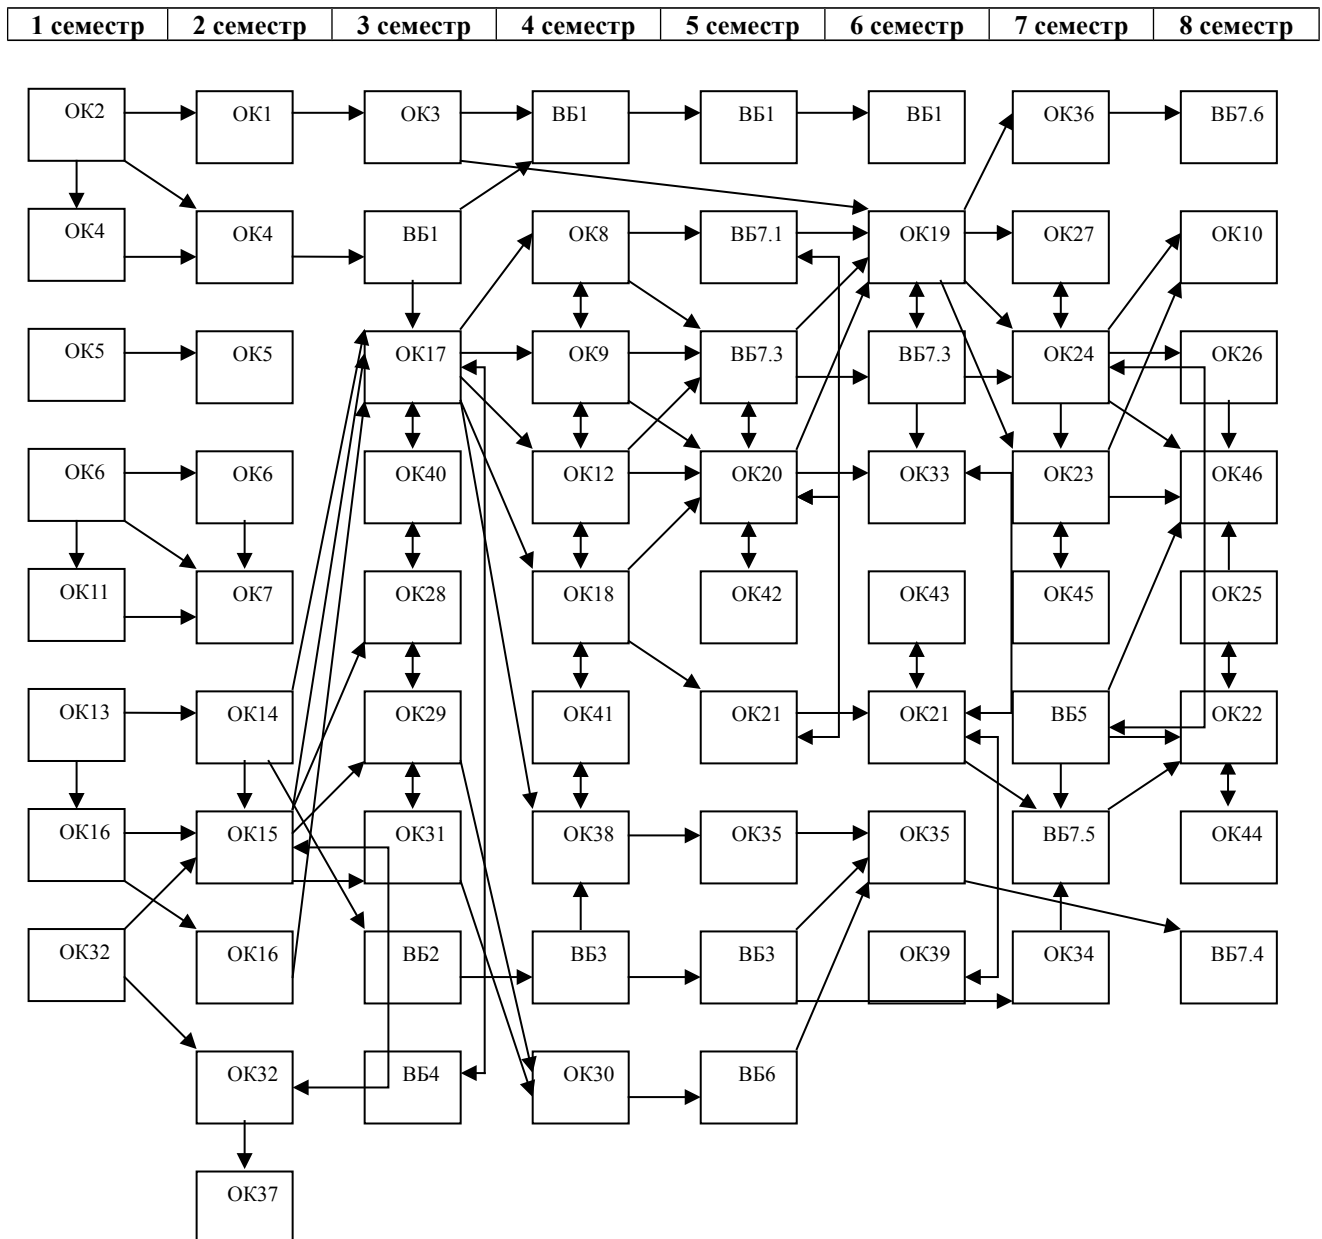 1 семестр 2 семестр 3 семестр 4 семестр 5 семестр 6 семестр 7 семестр 8 семестр
ОК2 ОК1 ОК3 ВБ1 ВБ1 ВБ1 ОК36 ВБ7.6
ОК4 ОК4 ВБ1 ОК8 ВБ7.1 ОК19 ОК27 ОК10
ОК5 ОК5 ОК17 ОК9 ВБ7.3 ВБ7.3 ОК24 ОК26
ОК6 ОК6 ОК40 ОК12 ОК20 ОК33 ОК23 ОК46
ОК11 ОК7 ОК28 ОК18 ОК42 ОК43 ОК45 ОК25
ОК13 ОК14 ОК29 ОК41 ОК21 ОК21 ВБ5 ОК22
ОК16 ОК15 ОК31 ОК38 ОК35 ОК35 ВБ7.5 ОК44
ОК32 ОК16 ВБ2 ВБ3 ВБ3 ОК39 ОК34 ВБ7.4
ОК32 ВБ4 ОК30 ВБ6
ОК37